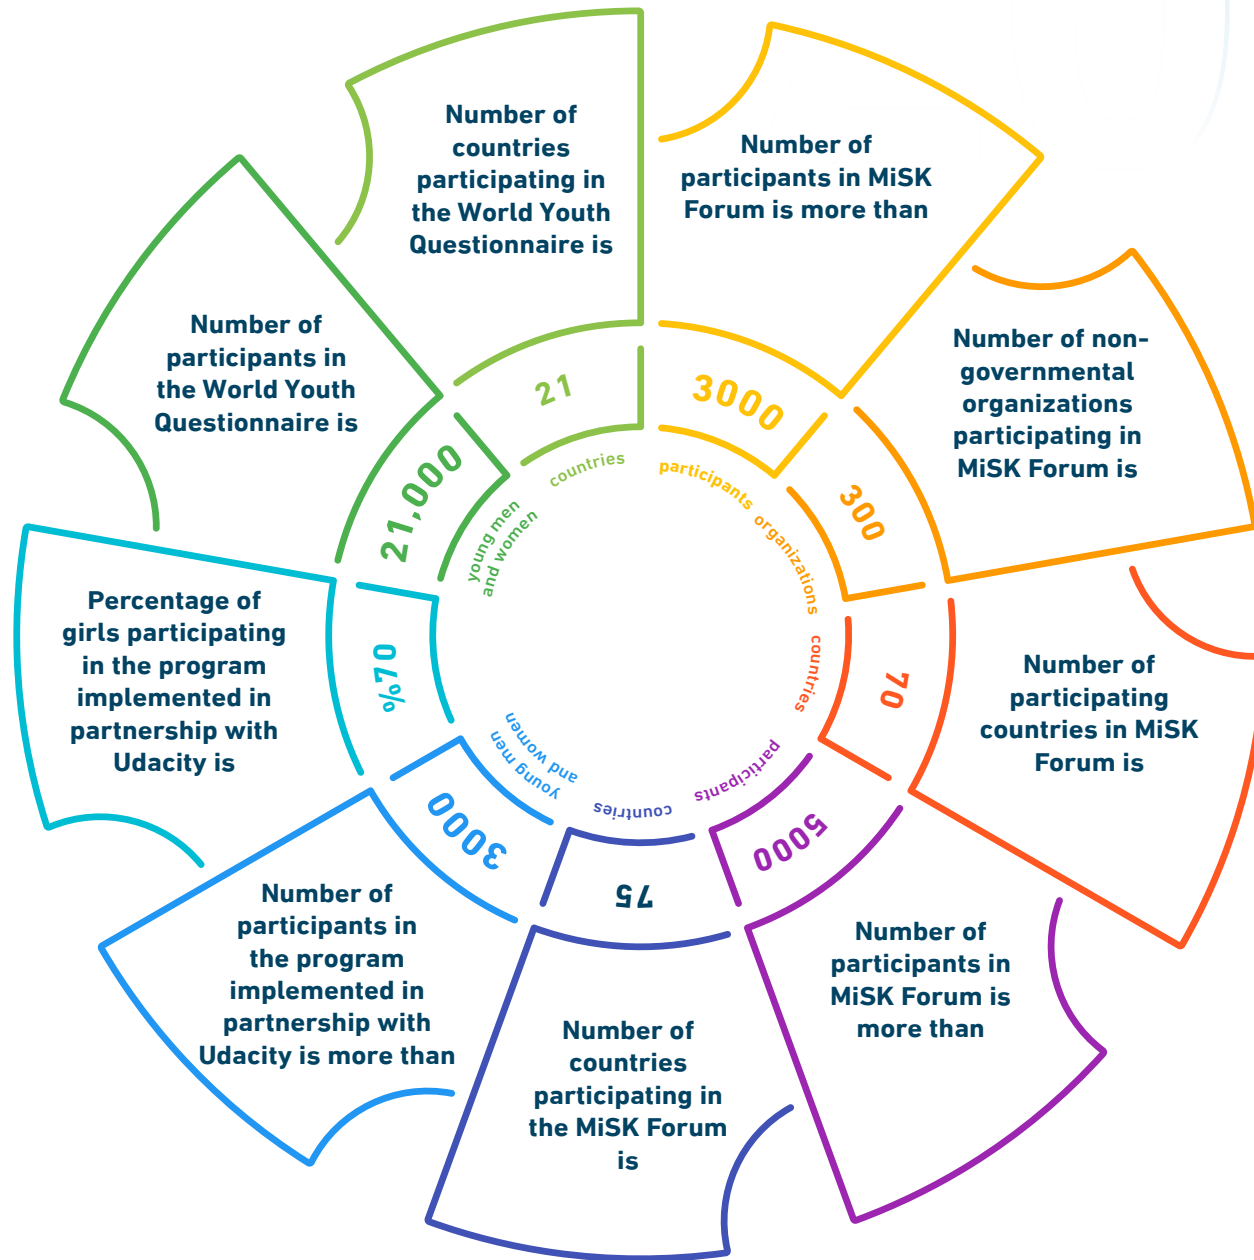 Number of
participants in MiSK
Forum is more than
3000
participants
Number of non-
governmental
organizations
participating in
MiSK Forum is
300
organizations
Number of
participating
countries in MiSK
Forum is
70
countries
Number of
participants in
MiSK Forum is
more than
5000
participants
Number of
countries
participating in
the MiSK Forum
is
75
countries
Number of
participants in
the program
implemented in
partnership with
Udacity is more than
3000
young men
and women
Percentage of
girls participating
in the program
implemented in
partnership with
Udacity is
%70
Number of
participants in
the World Youth
Questionnaire is
21,000
young men
and women
Number of
countries
participating in
the World Youth
Questionnaire is
21
countries